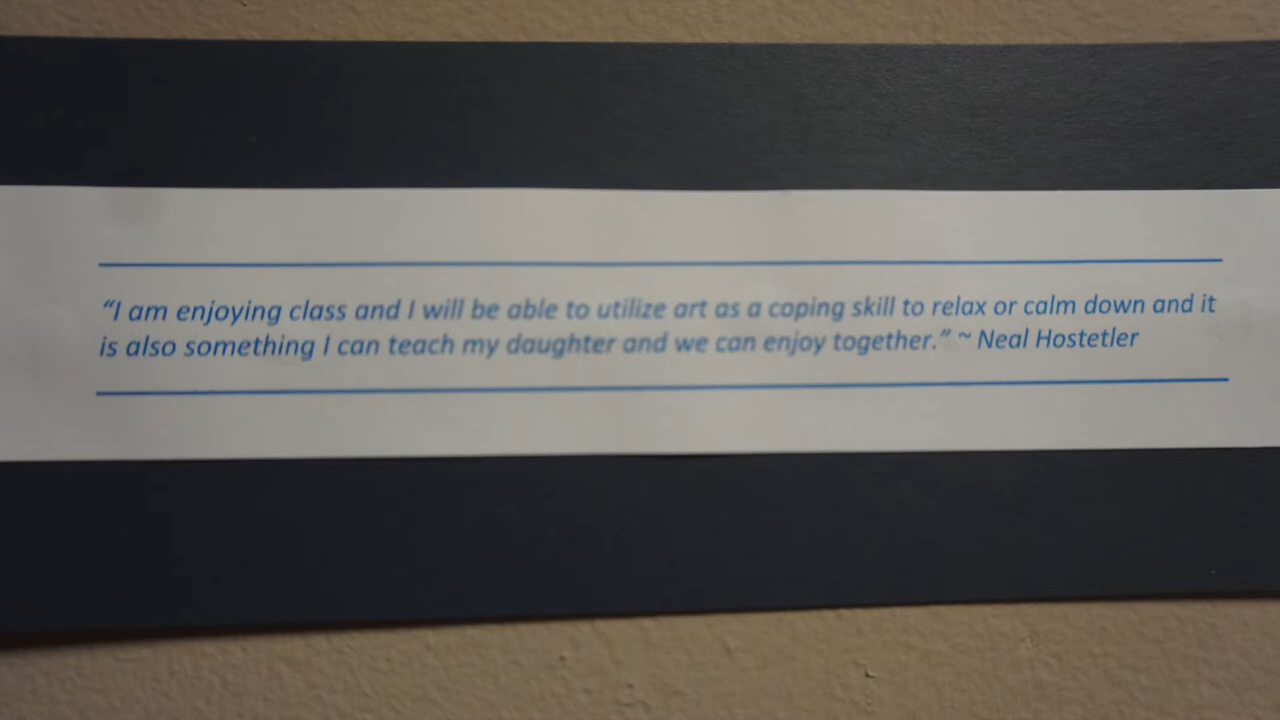 “I am enjoying class and I will be able to utilize art as a coping skill to relax or calm down and it
is also something I can teach my daughter and we can enjoy together.” ~ Neal Hostetler